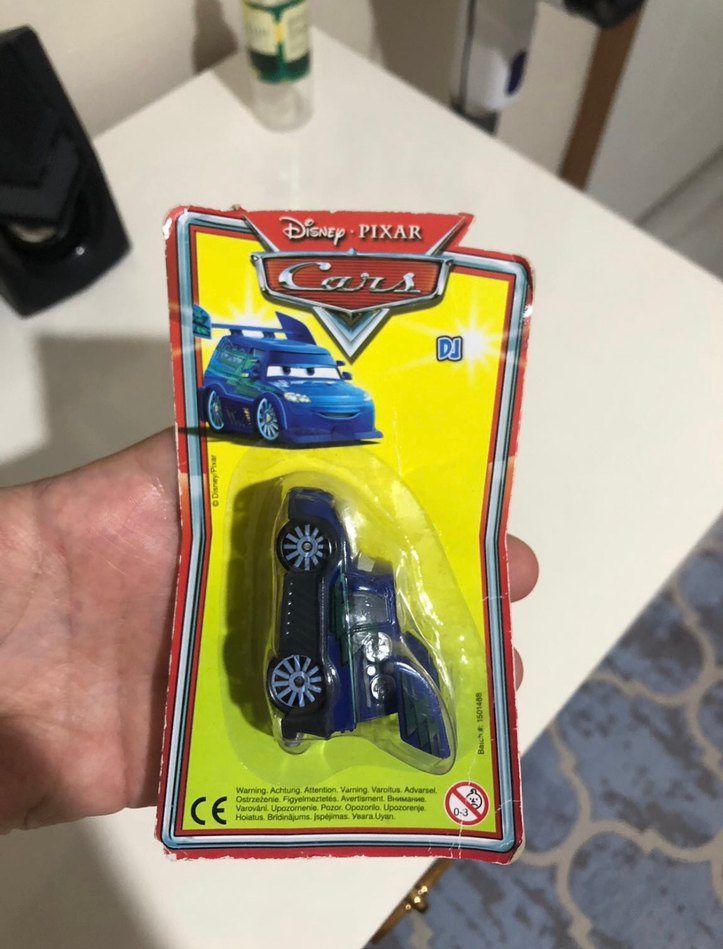 Disney · PIXAR
Cars
DJ
© Disney/Pixar
Batch #: 1501488
Warning. Achtung. Attention. Varning. Varoitus. Advarsel.
Ostrzeżenie. Figyelmeztetés. Avertisment. Внимание.
Varování. Upozornenie. Pozor. Opozorilo. Upozorenje.
Hoiatus. Brīdinājums. Įspėjimas. Увага.Uyarı.
CE
0-3